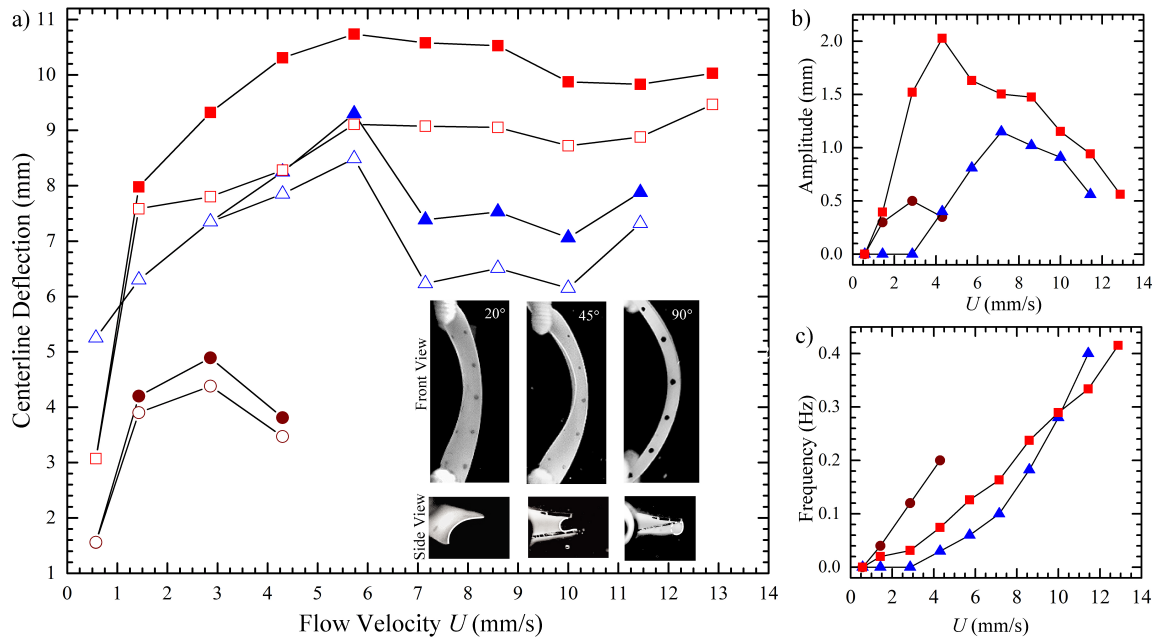 a)
Centerline Deflection (mm)
11
10
9
8
7
6
5
4
3
2
1
0 1 2 3 4 5 6 7 8 9 10 11 12 13 14
Flow Velocity U (mm/s)
Front View
20° 45° 90°
Side View
b)
Amplitude (mm)
2.0
1.5
1.0
0.5
0.0
0 2 4 6 8 10 12 14
U (mm/s)
c)
Frequency (Hz)
0.4
0.3
0.2
0.1
0.0
0 2 4 6 8 10 12 14
U (mm/s)